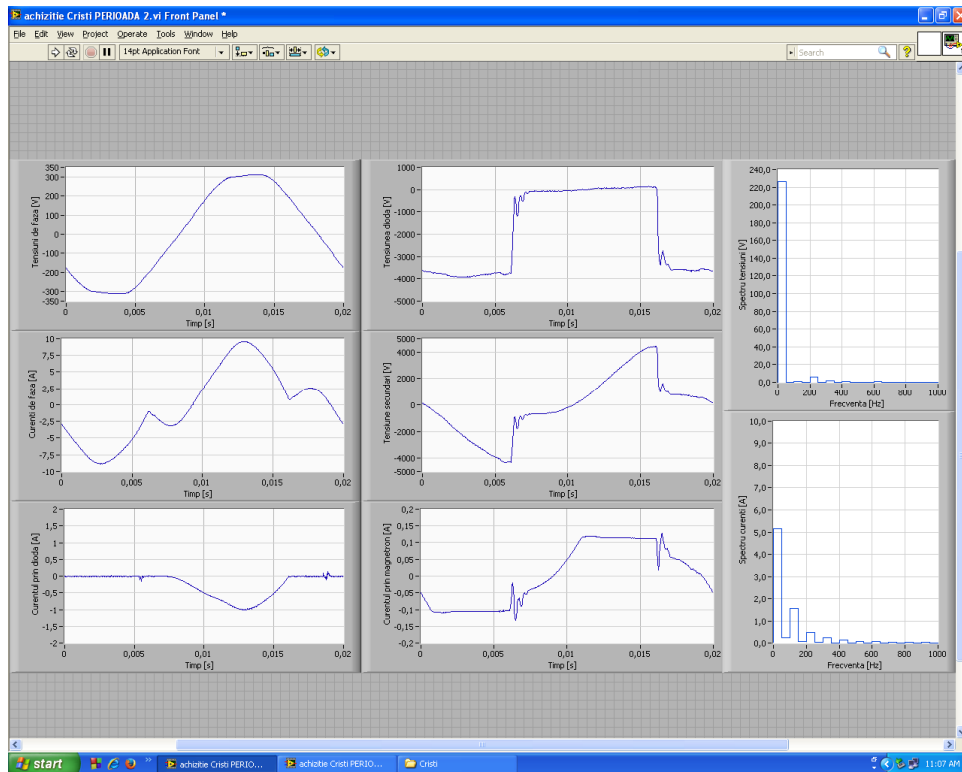 achizitie Cristi PERIOADA 2.vi Front Panel *
File Edit View Project Operate Tools Window Help
14pt Application Font
Search
Tensiuni de faza [V]
350
300
200
100
0
-100
-200
-300
-350
0 0,005 0,01 0,015 0,02
Timp [s]
Tensiunea dioda [V]
1000
0
-1000
-2000
-3000
-4000
-5000
0 0,005 0,01 0,015 0,02
Timp [s]
Spectru tensiuni [V]
240,0
220,0
200,0
180,0
160,0
140,0
120,0
100,0
80,0
60,0
40,0
20,0
0,0
0 200 400 600 800 1000
Frecventa [Hz]
Curenti de faza [A]
10
7,5
5
2,5
0
-2,5
-5
-7,5
-10
0 0,005 0,01 0,015 0,02
Timp [s]
Tensiune secundari [V]
5000
4000
2000
0
-2000
-4000
-5000
0 0,005 0,01 0,015 0,02
Timp [s]
Spectru curenti [A]
10,0
9,0
8,0
7,0
6,0
5,0
4,0
3,0
2,0
1,0
0,0
0 200 400 600 800 1000
Frecventa [Hz]
Curentul prin dioda [A]
2
1,5
1
0,5
0
-0,5
-1
-1,5
-2
0 0,005 0,01 0,015 0,02
Timp [s]
Curentul prin magnetron [A]
0,2
0,15
0,1
0,05
0
-0,05
-0,1
-0,15
-0,2
0 0,005 0,01 0,015 0,02
Timp [s]
start
achizitie Cristi PERIO...
achizitie Cristi PERIO...
Cristi
11:07 AM